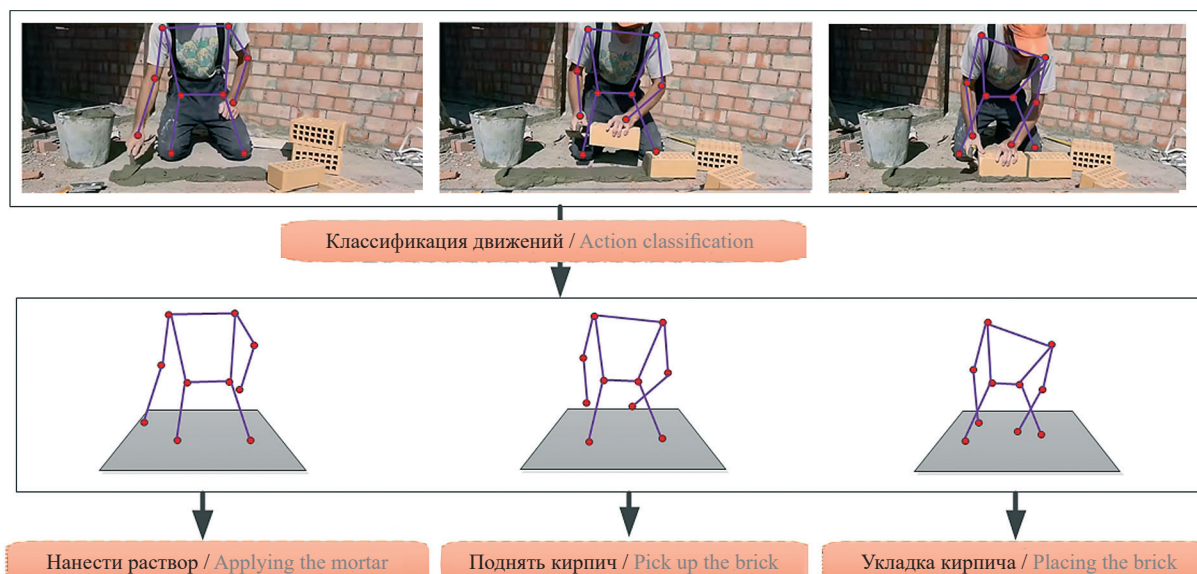 Классификация движений / Action classification
Нанести раствор / Applying the mortar
Поднять кирпич / Pick up the brick
Укладка кирпича / Placing the brick